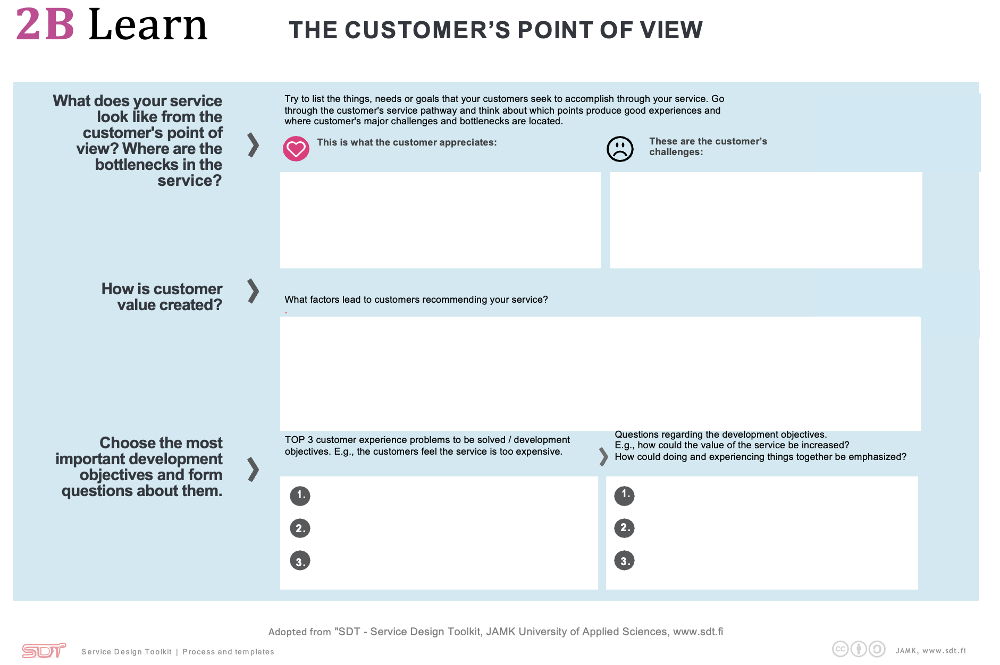 2B Learn
THE CUSTOMER’S POINT OF VIEW
What does your service
look like from the
customer's point of
view? Where are the
bottlenecks in the
service?
Try to list the things, needs or goals that your customers seek to accomplish through your service. Go
through the customer's service pathway and think about which points produce good experiences and
where customer's major challenges and bottlenecks are located.
This is what the customer appreciates:
These are the customer’s
challenges:
How is customer
value created?
What factors lead to customers recommending your service?
.
Choose the most
important development
objectives and form
questions about them.
TOP 3 customer experience problems to be solved / development
objectives. E.g., the customers feel the service is too expensive.
Questions regarding the development objectives.
E.g., how could the value of the service be increased?
How could doing and experiencing things together be emphasized?
1.
2.
3.
1.
2.
3.
Adopted from "SDT - Service Design Toolkit, JAMK University of Applied Sciences, www.sdt.fi
SDT
Service Design Toolkit | Process and templates
cc
JAMK, www.sdt.fi